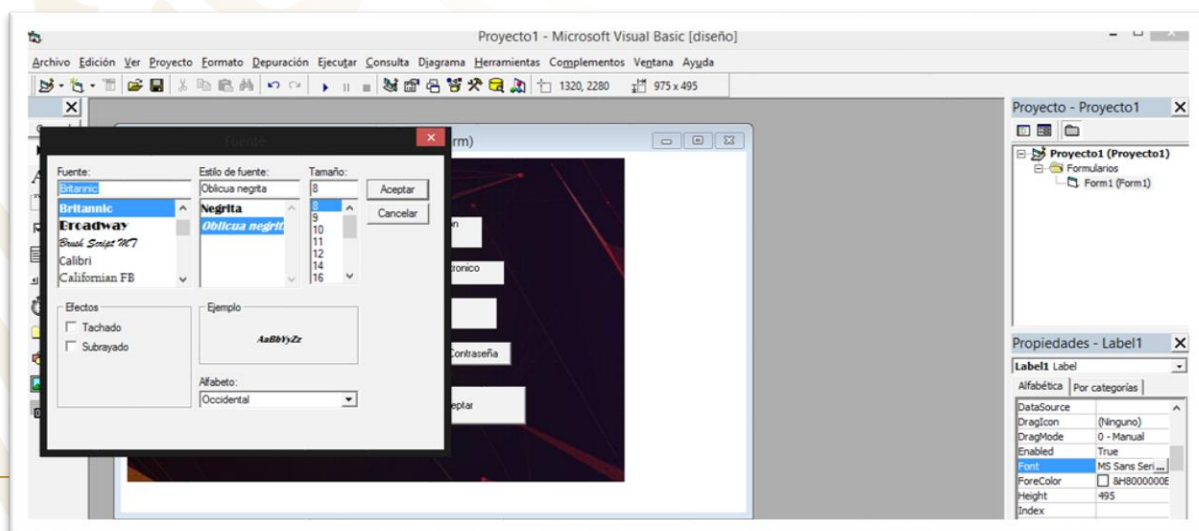 Proyecto1 - Microsoft Visual Basic [diseño]
Archivo Edición Ver Proyecto Formato Depuración Ejecutar Consulta Diagrama Herramientas Complementos Ventana Ayuda
1320, 2280 975 x 495
Proyecto - Proyecto1
Proyecto1 (Proyecto1)
Formularios
Form1 (Form1)
rm)
Fuente
Fuente:
Britannic
Britannic
Broadway
Brush Script MT
Calibri
Californian FB
Estilo de fuente:
Oblicua negrita
Negrita
Oblicua negrit
Tamaño:
8
8
9
10
11
12
14
16
Aceptar
Cancelar
Efectos
Tachado
Subrayado
Ejemplo
AaBbYyZz
Alfabeto:
Occidental
ón
tronico
Contraseña
eptar
Propiedades - Label1
Label1 Label
Alfabética Por categorías
DataSource
DragIcon (Ninguno)
DragMode 0 - Manual
Enabled True
Font MS Sans Seri ...
ForeColor &H8000000E
Height 495
Index